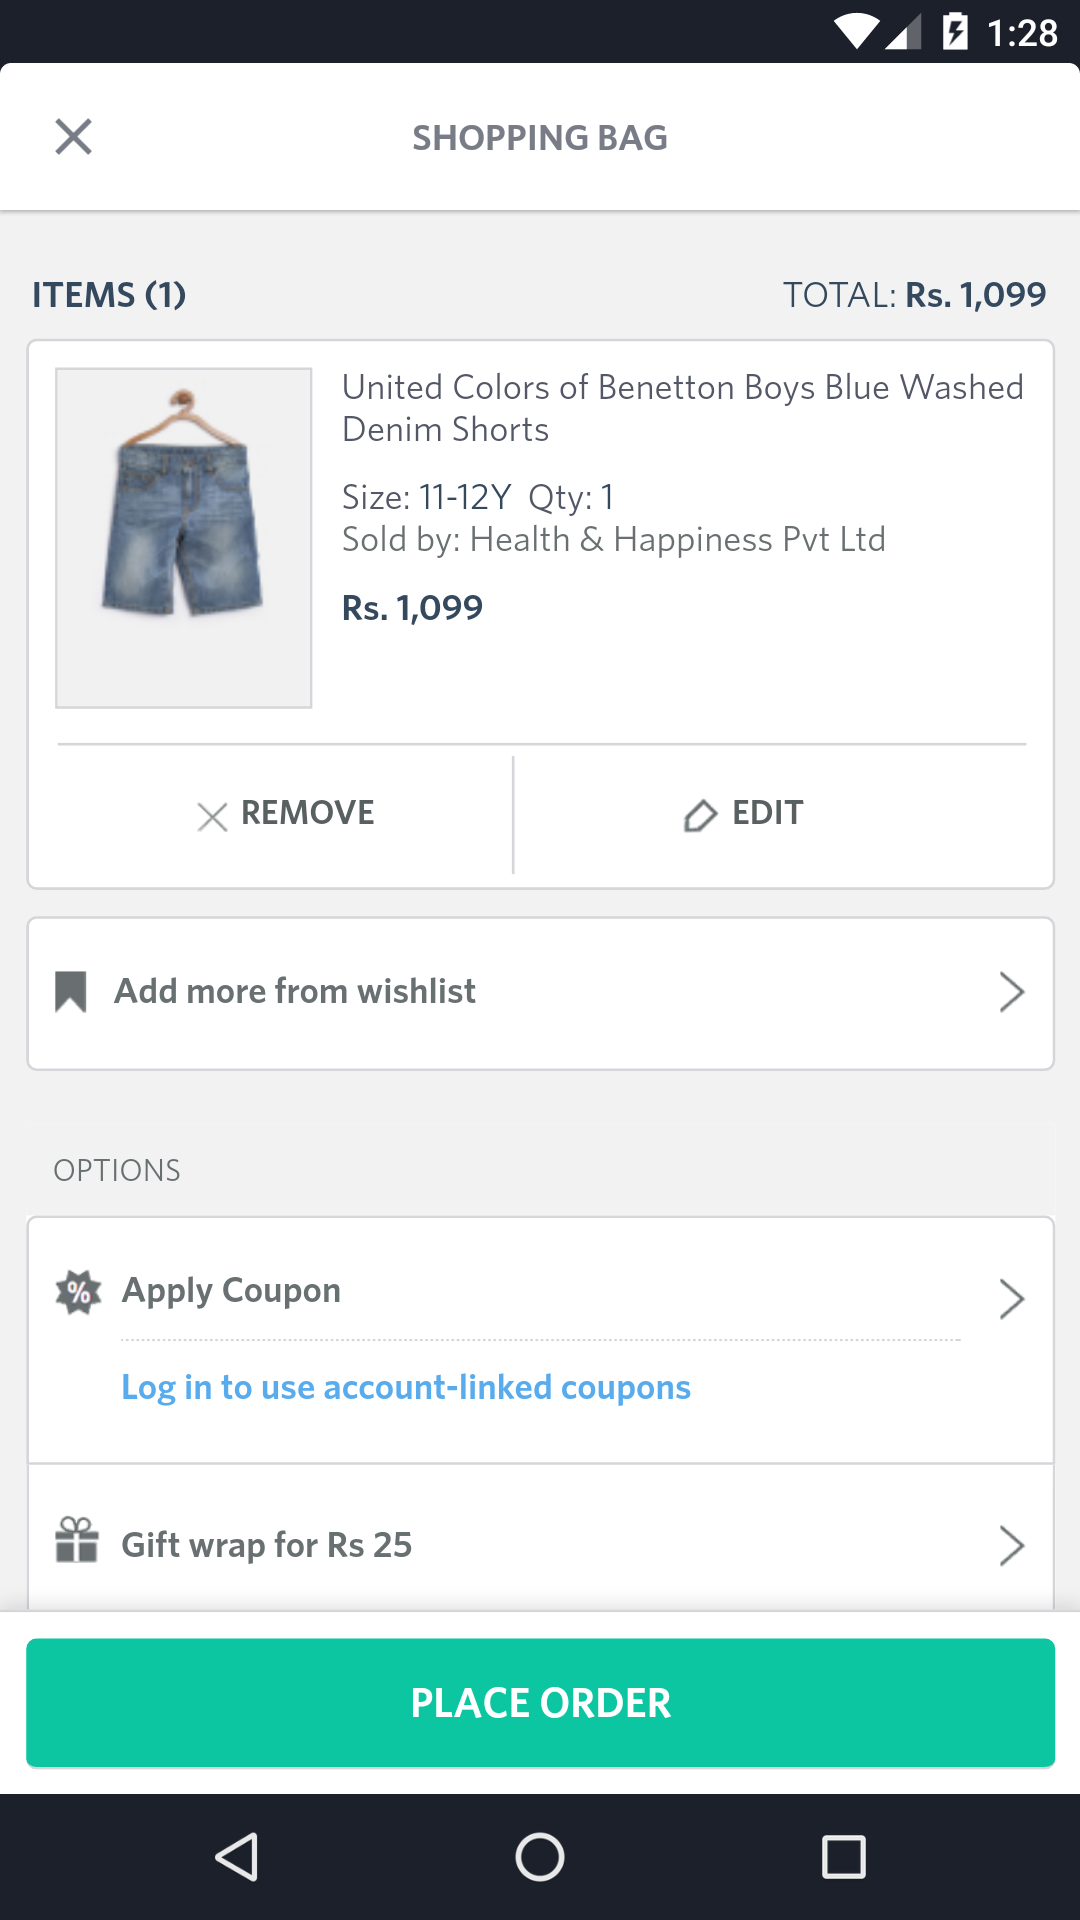 1:28
SHOPPING BAG
ITEMS (1)
TOTAL: Rs. 1,099
United Colors of Benetton Boys Blue Washed
Denim Shorts
Size: 11-12Y Qty: 1
Sold by: Health & Happiness Pvt Ltd
Rs. 1,099
REMOVE
EDIT
Add more from wishlist
OPTIONS
%
Apply Coupon
Log in to use account-linked coupons
Gift wrap for Rs 25
PLACE ORDER